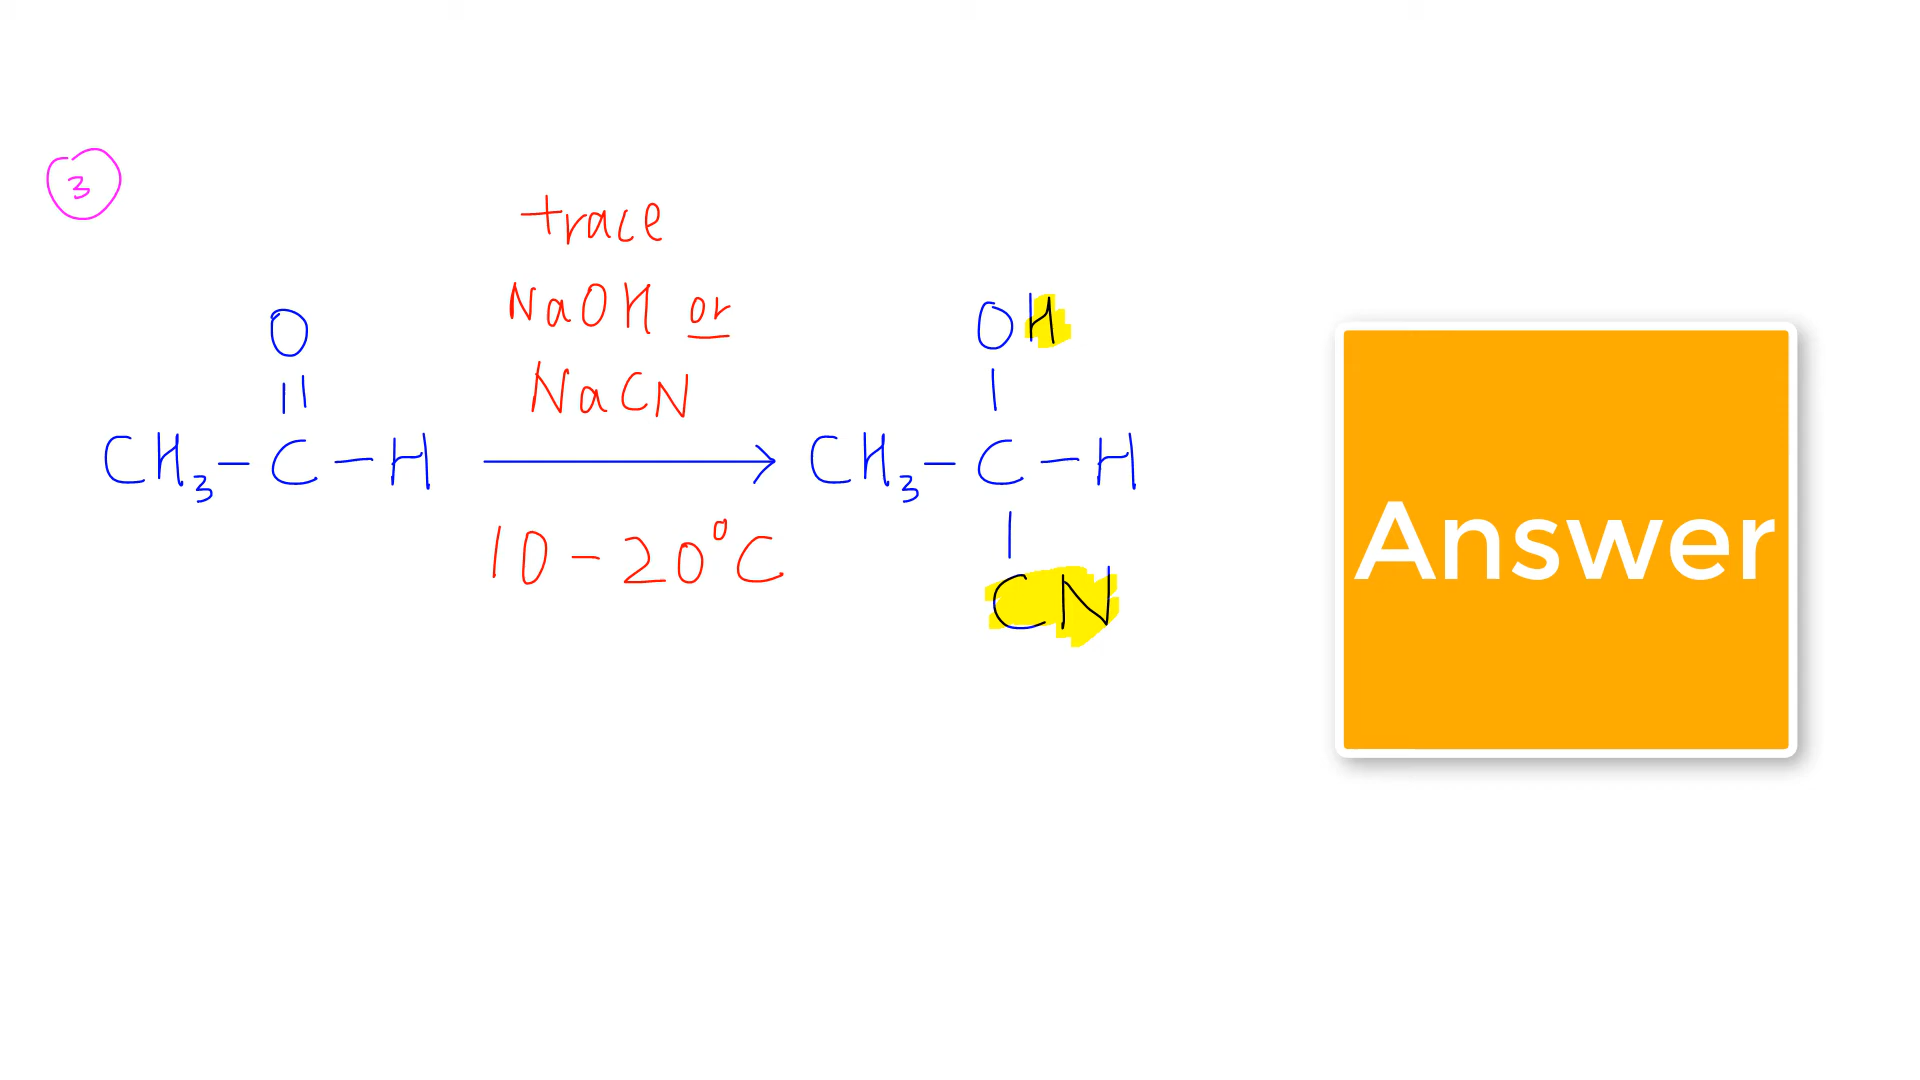 3
trace
NaOH or
NaCN
O OH
|| |
CH₃-C-H → CH₃-C-H
10-20°C |
CN
Answer